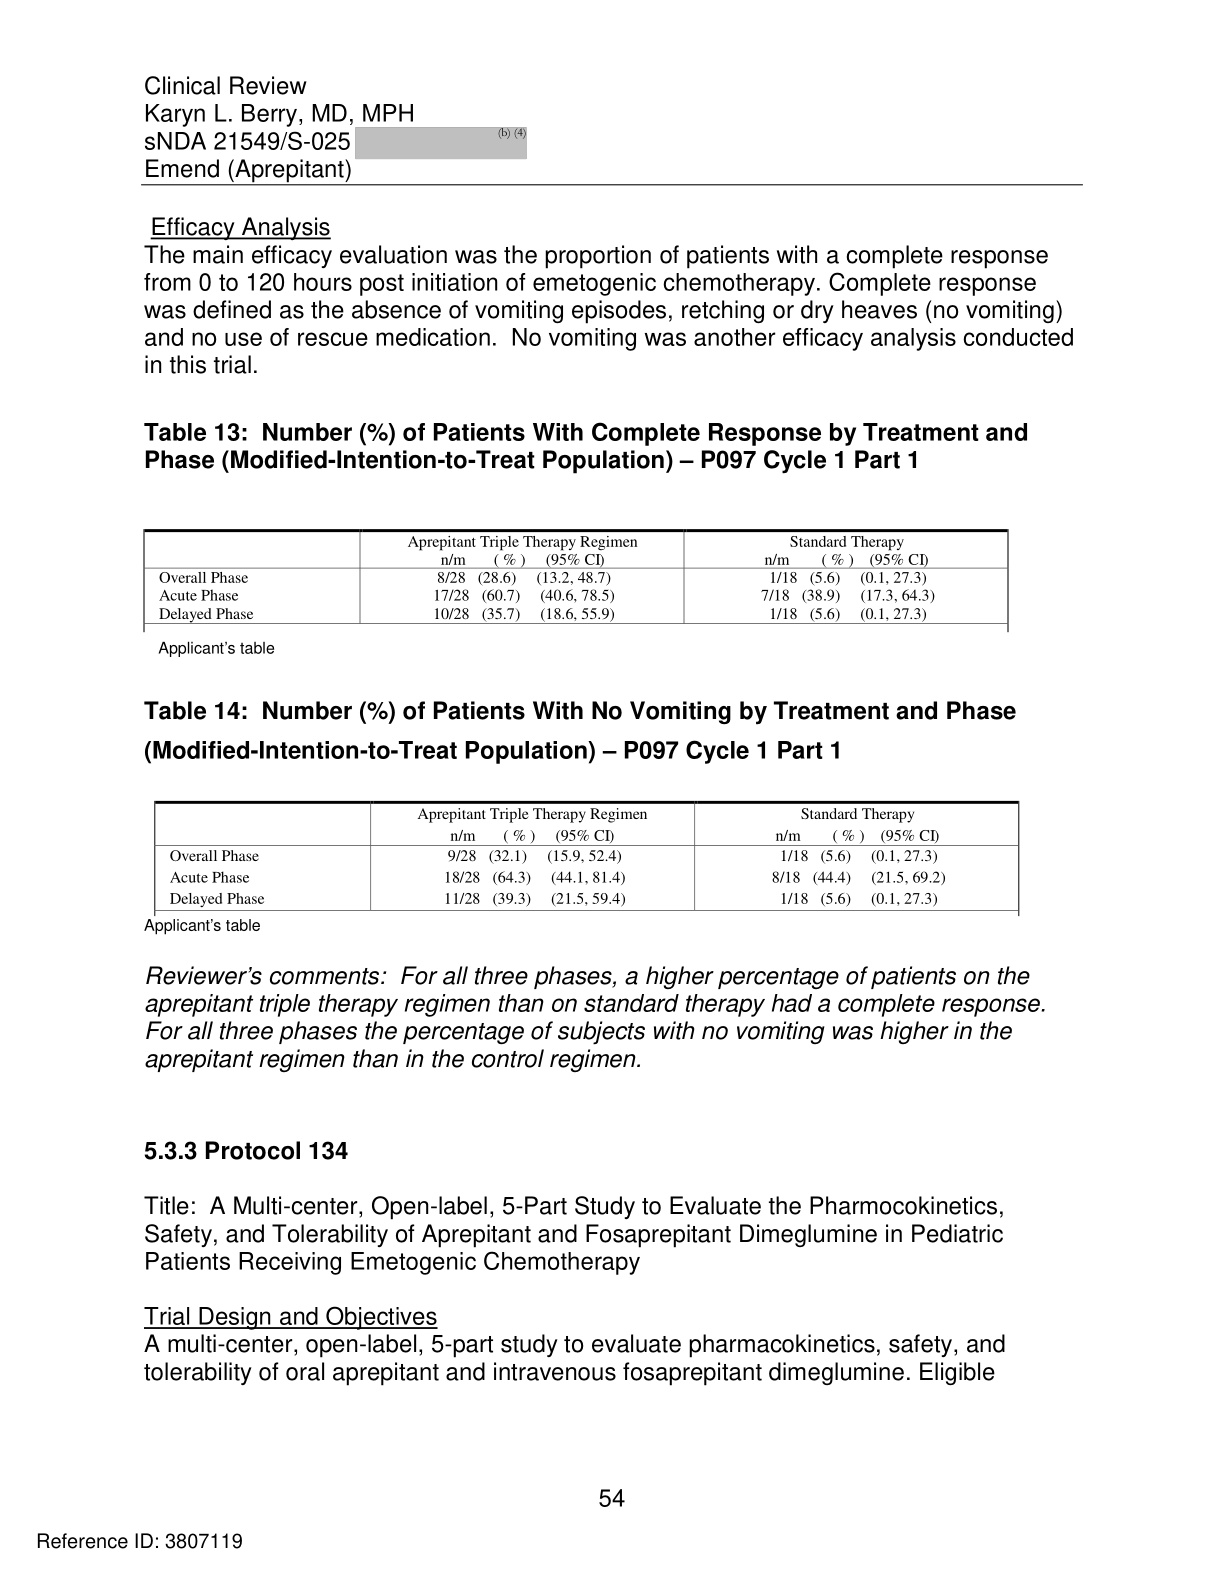 Clinical Review
Karyn L. Berry, MD, MPH
sNDA 21549/S-025 (b) (4)
Emend (Aprepitant)
Efficacy Analysis
The main efficacy evaluation was the proportion of patients with a complete response
from 0 to 120 hours post initiation of emetogenic chemotherapy. Complete response
was defined as the absence of vomiting episodes, retching or dry heaves (no vomiting)
and no use of rescue medication.  No vomiting was another efficacy analysis conducted
in this trial.
Table 13:  Number (%) of Patients With Complete Response by Treatment and
Phase (Modified-Intention-to-Treat Population) – P097 Cycle 1 Part 1
Aprepitant Triple Therapy Regimen Standard Therapy
n/m ( % ) (95% CI) n/m ( % ) (95% CI)
Overall Phase 8/28 (28.6) (13.2, 48.7) 1/18 (5.6) (0.1, 27.3)
Acute Phase 17/28 (60.7) (40.6, 78.5) 7/18 (38.9) (17.3, 64.3)
Delayed Phase 10/28 (35.7) (18.6, 55.9) 1/18 (5.6) (0.1, 27.3)
Applicant's table
Table 14:  Number (%) of Patients With No Vomiting by Treatment and Phase
(Modified-Intention-to-Treat Population) – P097 Cycle 1 Part 1
Aprepitant Triple Therapy Regimen Standard Therapy
n/m ( % ) (95% CI) n/m ( % ) (95% CI)
Overall Phase 9/28 (32.1) (15.9, 52.4) 1/18 (5.6) (0.1, 27.3)
Acute Phase 18/28 (64.3) (44.1, 81.4) 8/18 (44.4) (21.5, 69.2)
Delayed Phase 11/28 (39.3) (21.5, 59.4) 1/18 (5.6) (0.1, 27.3)
Applicant's table
Reviewer's comments:  For all three phases, a higher percentage of patients on the
aprepitant triple therapy regimen than on standard therapy had a complete response.
For all three phases the percentage of subjects with no vomiting was higher in the
aprepitant regimen than in the control regimen.
5.3.3 Protocol 134
Title:  A Multi-center, Open-label, 5-Part Study to Evaluate the Pharmocokinetics,
Safety, and Tolerability of Aprepitant and Fosaprepitant Dimeglumine in Pediatric
Patients Receiving Emetogenic Chemotherapy
Trial Design and Objectives
A multi-center, open-label, 5-part study to evaluate pharmacokinetics, safety, and
tolerability of oral aprepitant and intravenous fosaprepitant dimeglumine. Eligible
54
Reference ID: 3807119